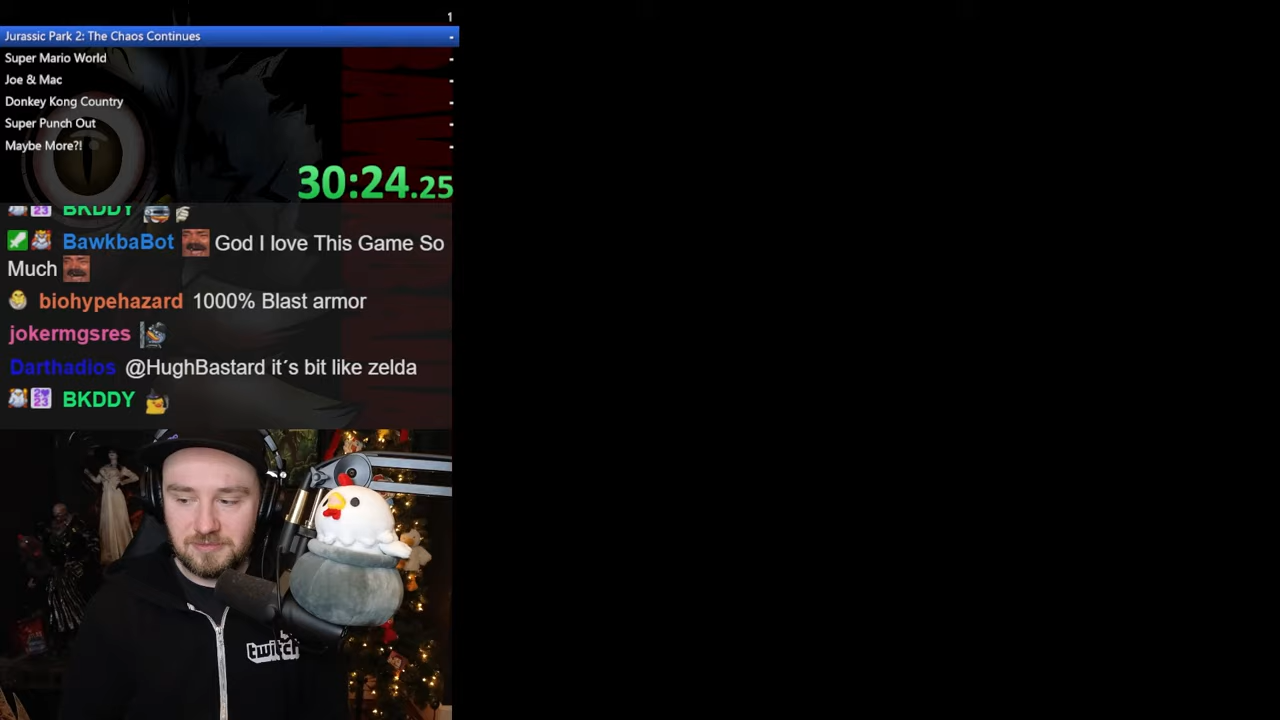 1
Jurassic Park 2: The Chaos Continues -
Super Mario World -
Joe & Mac -
Donkey Kong Country -
Super Punch Out -
Maybe More?! -
30:24.25
23 BKDDY
BawkbaBot God I love This Game So
Much
biohypehazard 1000% Blast armor
jokermgsres
Darthadios @HughBastard it´s bit like zelda
BKDDY
twitch